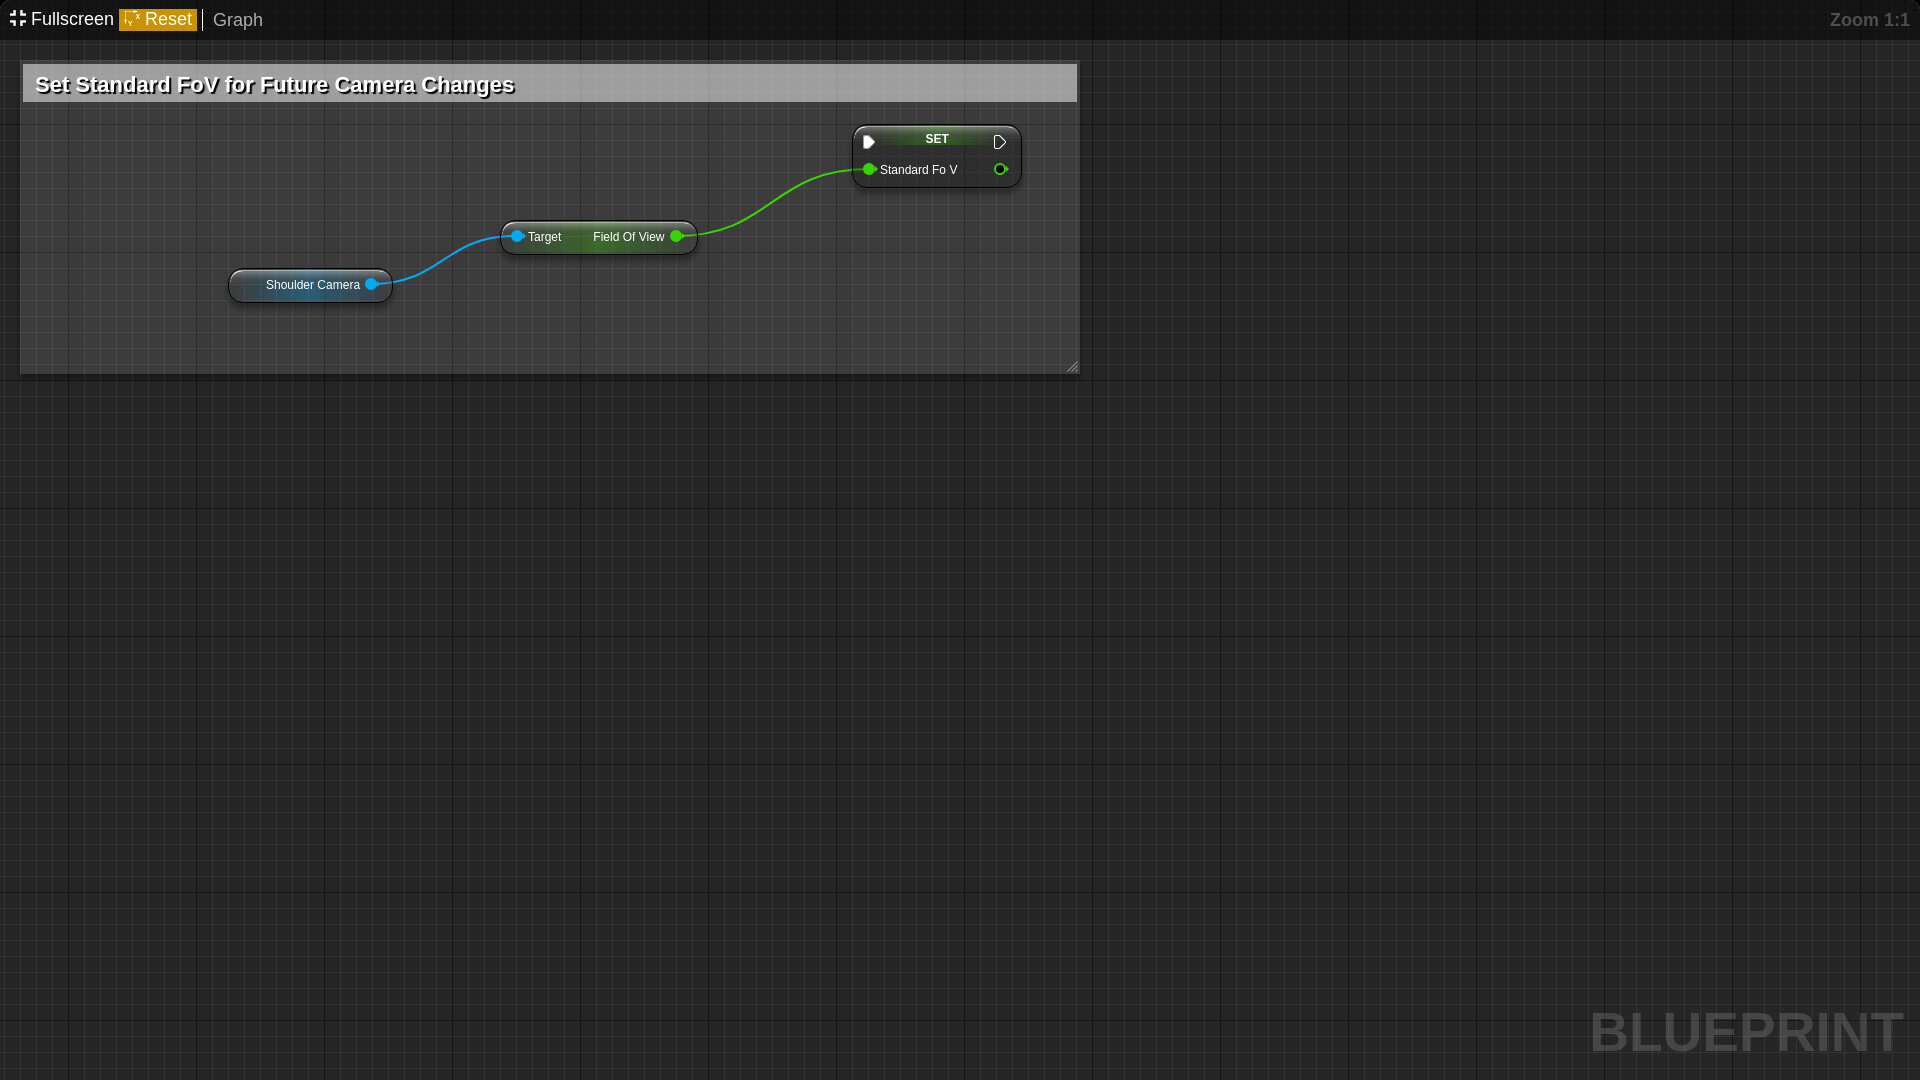 Fullscreen Reset Graph Zoom 1:1
Set Standard FoV for Future Camera Changes
SET
Standard Fo V
Target Field Of View
Shoulder Camera
BLUEPRINT